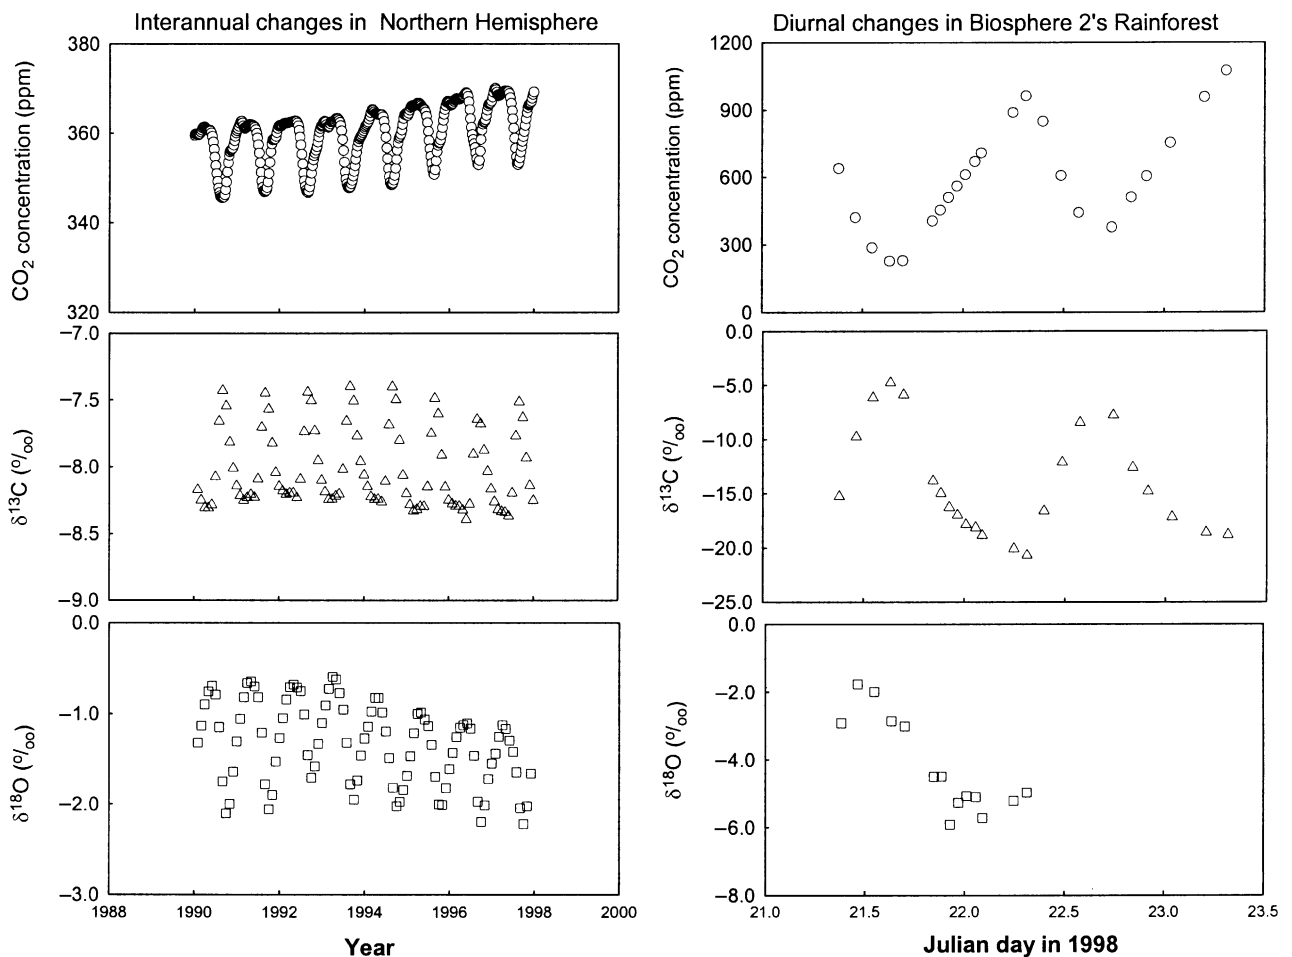 Interannual changes in Northern Hemisphere
380
360
340
320
CO2 concentration (ppm)
–7.0
–7.5
–8.0
–8.5
–9.0
δ13C (o/oo)
0.0
–1.0
–2.0
–3.0
δ18O (o/oo)
1988 1990 1992 1994 1996 1998 2000
Year
Diurnal changes in Biosphere 2's Rainforest
1200
900
600
300
0
CO2 concentration (ppm)
0.0
–5.0
–10.0
–15.0
–20.0
–25.0
δ13C (o/oo)
0.0
–2.0
–4.0
–6.0
–8.0
δ18O (o/oo)
21.0 21.5 22.0 22.5 23.0 23.5
Julian day in 1998